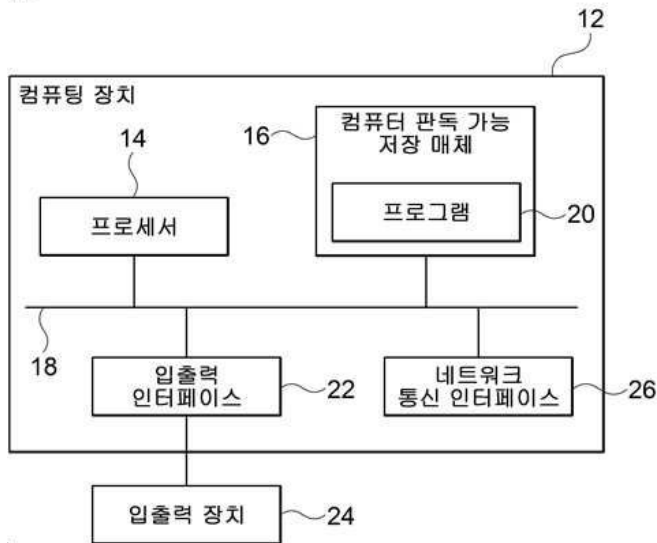 12
컴퓨팅 장치
14
16
컴퓨터 판독 가능
저장 매체
프로세서
프로그램
20
18
입출력
인터페이스
22
네트워크
통신 인터페이스
26
입출력 장치
24